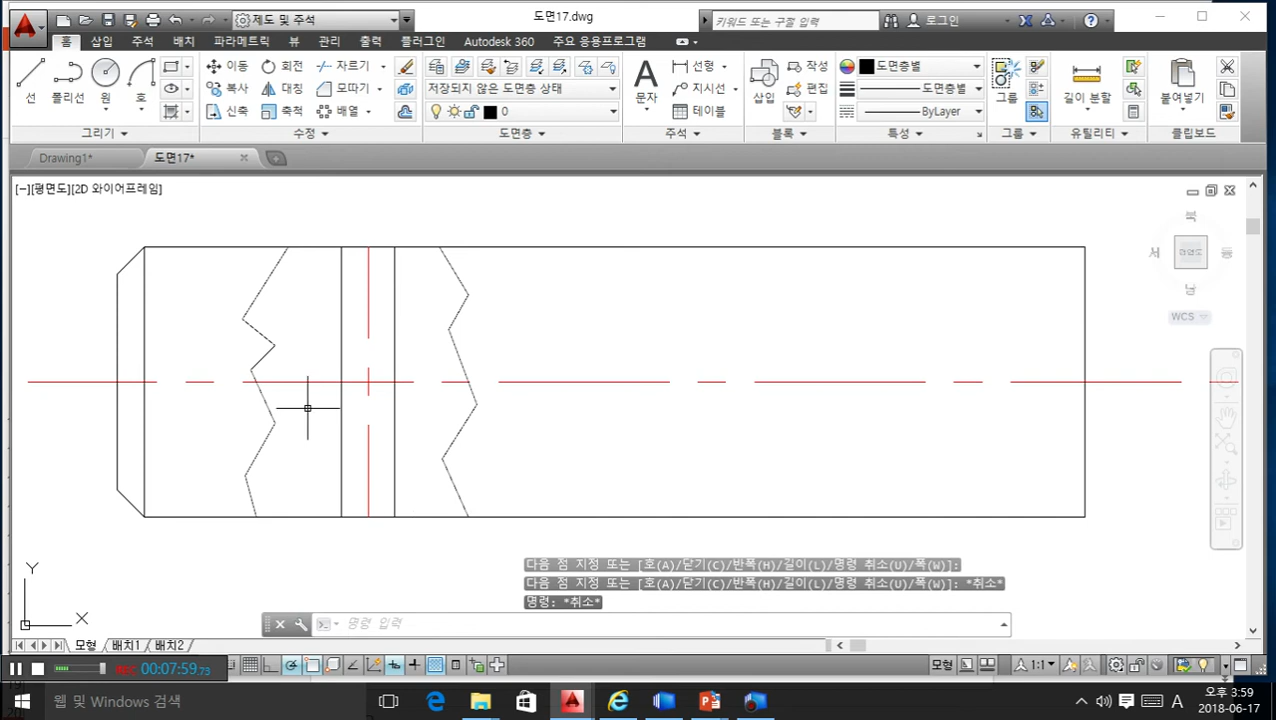 제도 및 주석
도면17.dwg
키워드 또는 구절 입력
로그인
홈 삽입 주석 배치 파라메트릭 뷰 관리 출력 플러그인 Autodesk 360 주요 응용프로그램
선 폴리선 원 호
이동 회전 자르기
복사 대칭 모따기
신축 축척 배열
저장되지 않은 도면층 상태
0
문자
선형
지시선
테이블
삽입
작성
편집
도면층별
도면층별
ByLayer
그룹
길이 분할
붙여넣기
그리기 수정 도면층 주석 블록 특성 그룹 유틸리티 클립보드
Drawing1* 도면17*
[−][평면도][2D 와이어프레임]
북
서 동
남
WCS
Y
X
다음 점 지정 또는 [호(A)/닫기(C)/반폭(H)/길이(L)/명령 취소(U)/폭(W)]:
다음 점 지정 또는 [호(A)/닫기(C)/반폭(H)/길이(L)/명령 취소(U)/폭(W)]: *취소*
명령: *취소*
명령 입력
모형 배치1 배치2
REC 00:07:59.73
모형 1:1
웹 및 Windows 검색
A
오후 3:59
2018-06-17